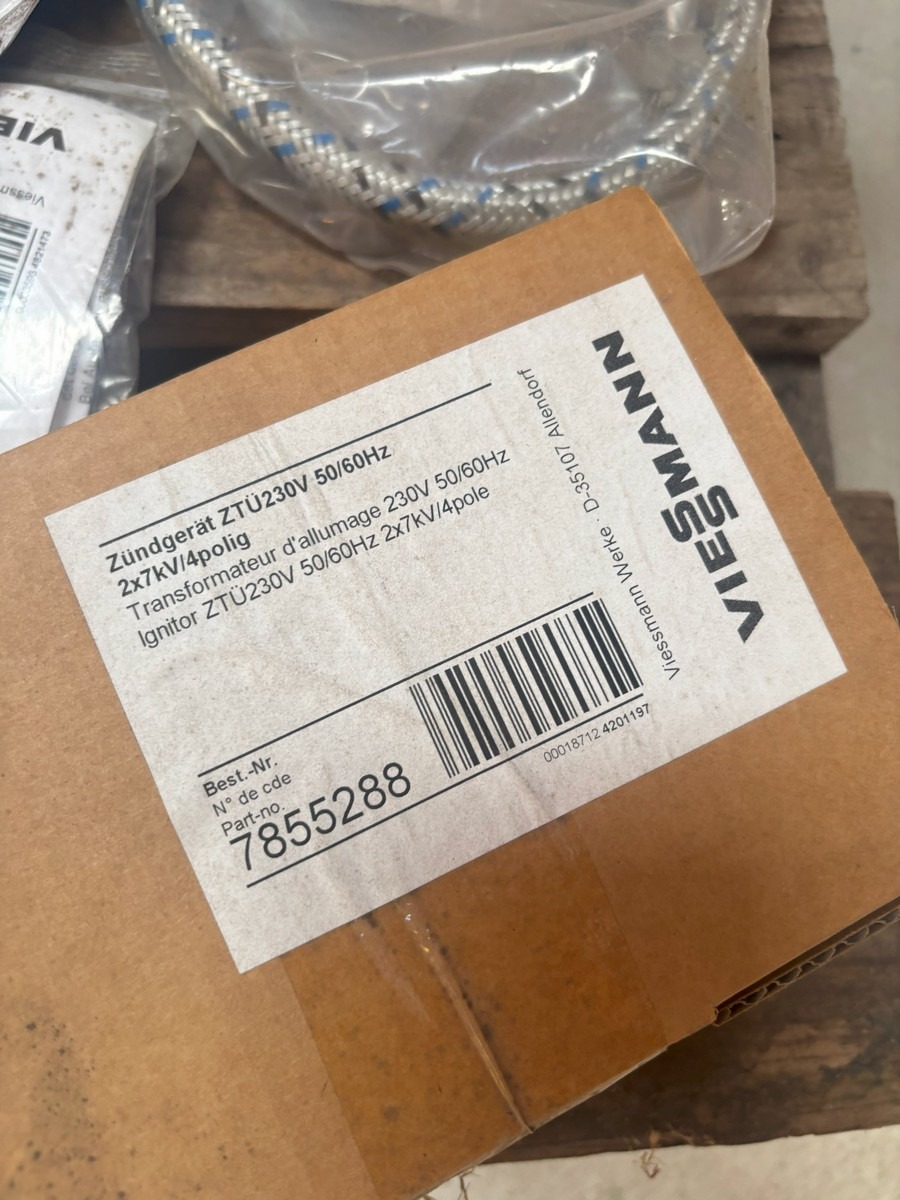 Zündgerät ZTÜ230V 50/60Hz
2x7kV/4polig
Transformateur d'allumage 230V 50/60Hz
Ignitor ZTÜ230V 50/60Hz 2x7kV/4pole
Best.-Nr.
N° de cde
Part-no.
7855288
00018712 4201197
Viessmann Werke · D-35107 Allendorf
VIESMANN